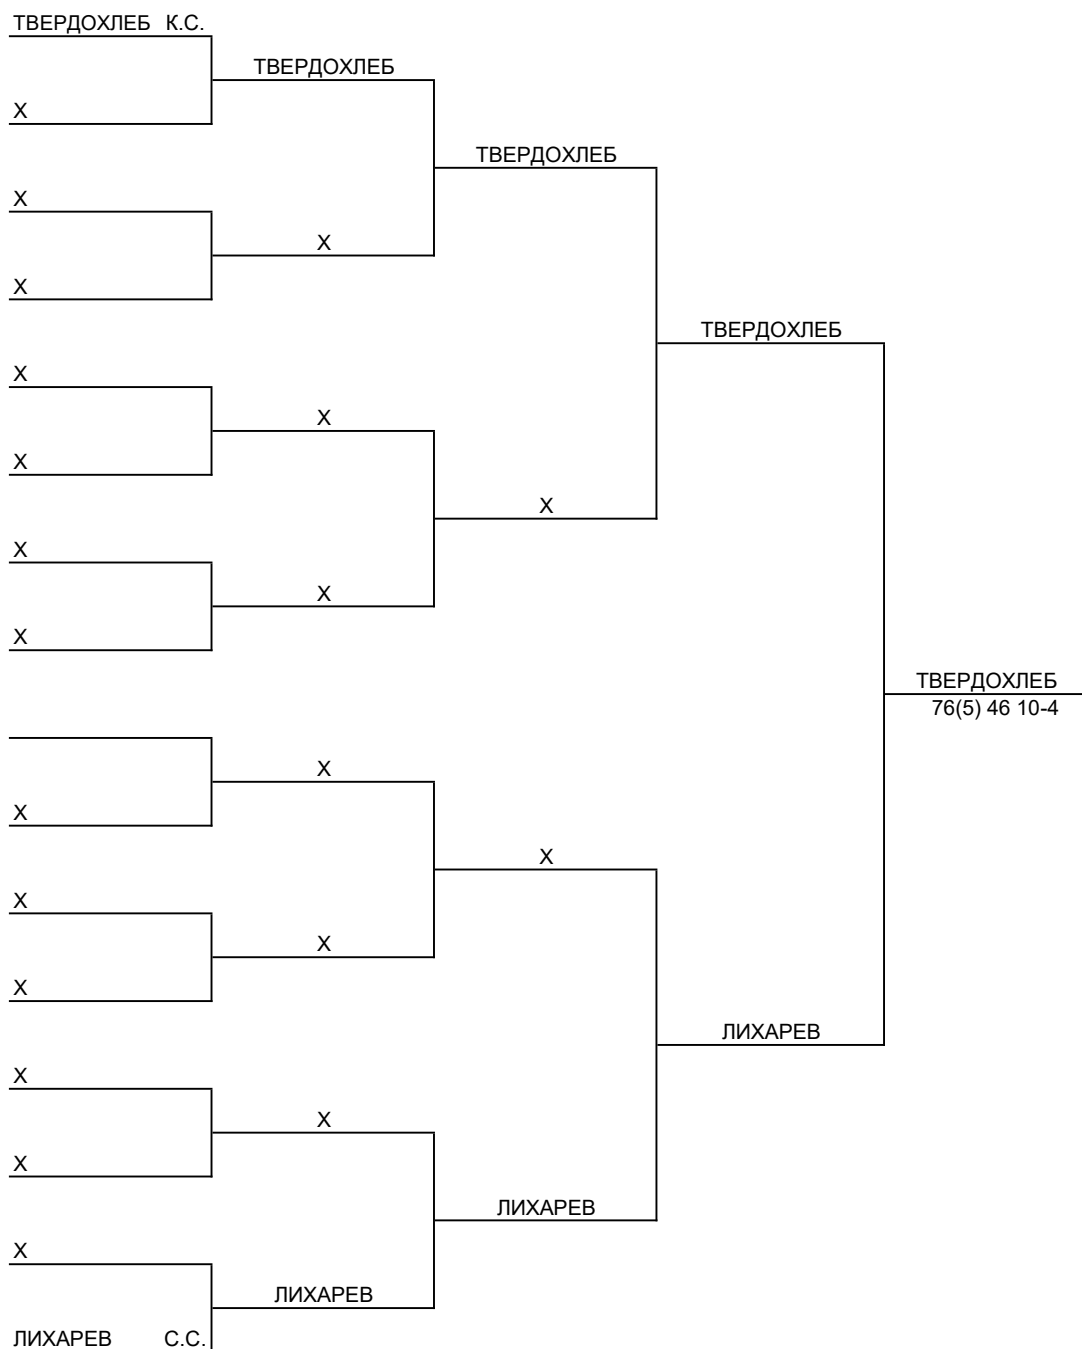 ТВЕРДОХЛЕБ К.С.
ТВЕРДОХЛЕБ
Х
ТВЕРДОХЛЕБ
Х
Х
Х
ТВЕРДОХЛЕБ
Х
Х
Х
Х
Х
Х
Х
ТВЕРДОХЛЕБ
76(5) 46 10-4
Х
Х
Х
Х
Х
Х
ЛИХАРЕВ
Х
Х
Х
ЛИХАРЕВ
Х
ЛИХАРЕВ
ЛИХАРЕВ С.С.